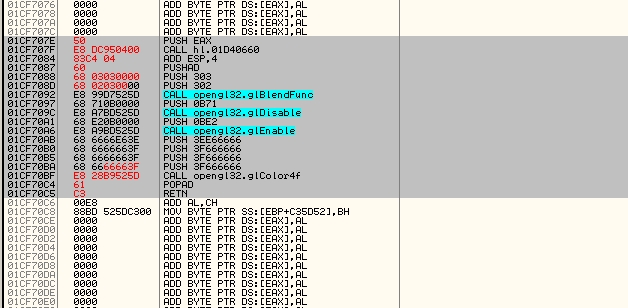 01CF7076 0000 ADD BYTE PTR DS:[EAX],AL
01CF7078 0000 ADD BYTE PTR DS:[EAX],AL
01CF707A 0000 ADD BYTE PTR DS:[EAX],AL
01CF707C 0000 ADD BYTE PTR DS:[EAX],AL
01CF707E 50 PUSH EAX
01CF707F E8 DC950400 CALL hl.01D40660
01CF7084 83C4 04 ADD ESP,4
01CF7087 60 PUSHAD
01CF7088 68 03030000 PUSH 303
01CF708D 68 02030000 PUSH 302
01CF7092 E8 99D7525D CALL opengl32.glBlendFunc
01CF7097 68 710B0000 PUSH 0B71
01CF709C E8 A7BD525D CALL opengl32.glDisable
01CF70A1 68 E20B0000 PUSH 0BE2
01CF70A6 E8 A9BD525D CALL opengl32.glEnable
01CF70AB 68 6666E63E PUSH 3EE66666
01CF70B0 68 6666663F PUSH 3F666666
01CF70B5 68 6666663F PUSH 3F666666
01CF70BA 68 6666663F PUSH 3F666666
01CF70BF E8 28B9525D CALL opengl32.glColor4f
01CF70C4 61 POPAD
01CF70C5 C3 RETN
01CF70C6 00E8 ADD AL,CH
01CF70C8 88BD 525DC300 MOV BYTE PTR SS:[EBP+C35D52],BH
01CF70CE 0000 ADD BYTE PTR DS:[EAX],AL
01CF70D0 0000 ADD BYTE PTR DS:[EAX],AL
01CF70D2 0000 ADD BYTE PTR DS:[EAX],AL
01CF70D4 0000 ADD BYTE PTR DS:[EAX],AL
01CF70D6 0000 ADD BYTE PTR DS:[EAX],AL
01CF70D8 0000 ADD BYTE PTR DS:[EAX],AL
01CF70DA 0000 ADD BYTE PTR DS:[EAX],AL
01CF70DC 0000 ADD BYTE PTR DS:[EAX],AL
01CF70DE 0000 ADD BYTE PTR DS:[EAX],AL
01CF70E0 0000 ADD BYTE PTR DS:[EAX],AL